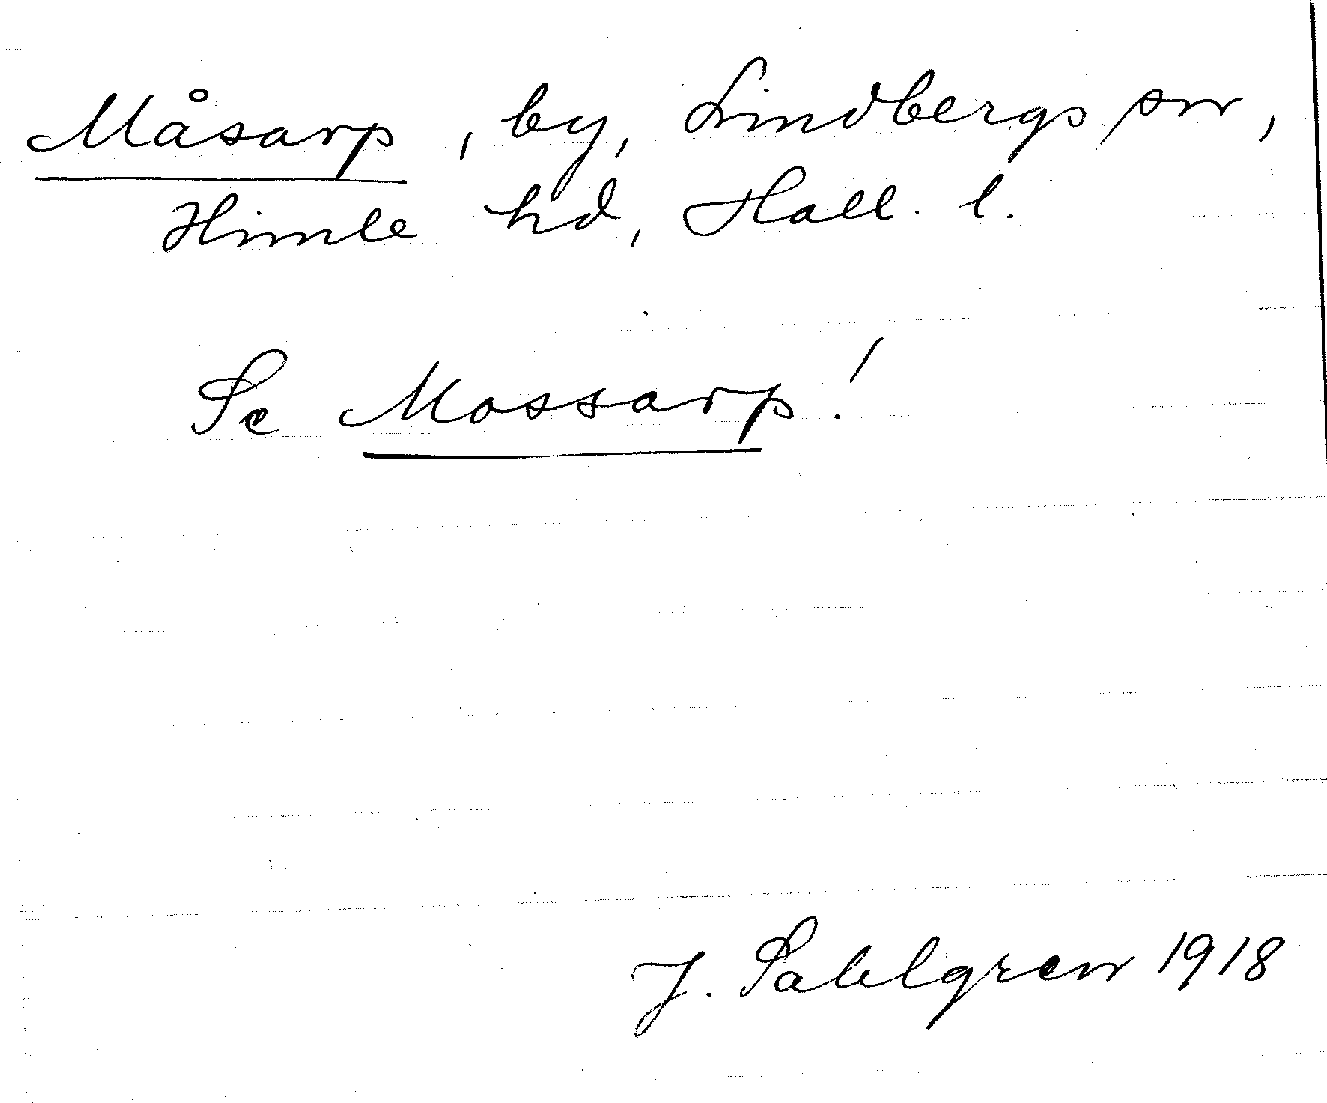 Måsarp, by, Lindbergs sn,
Himle hd, Hall. l.
Se Mossarp!
J. Sahlgren 1918